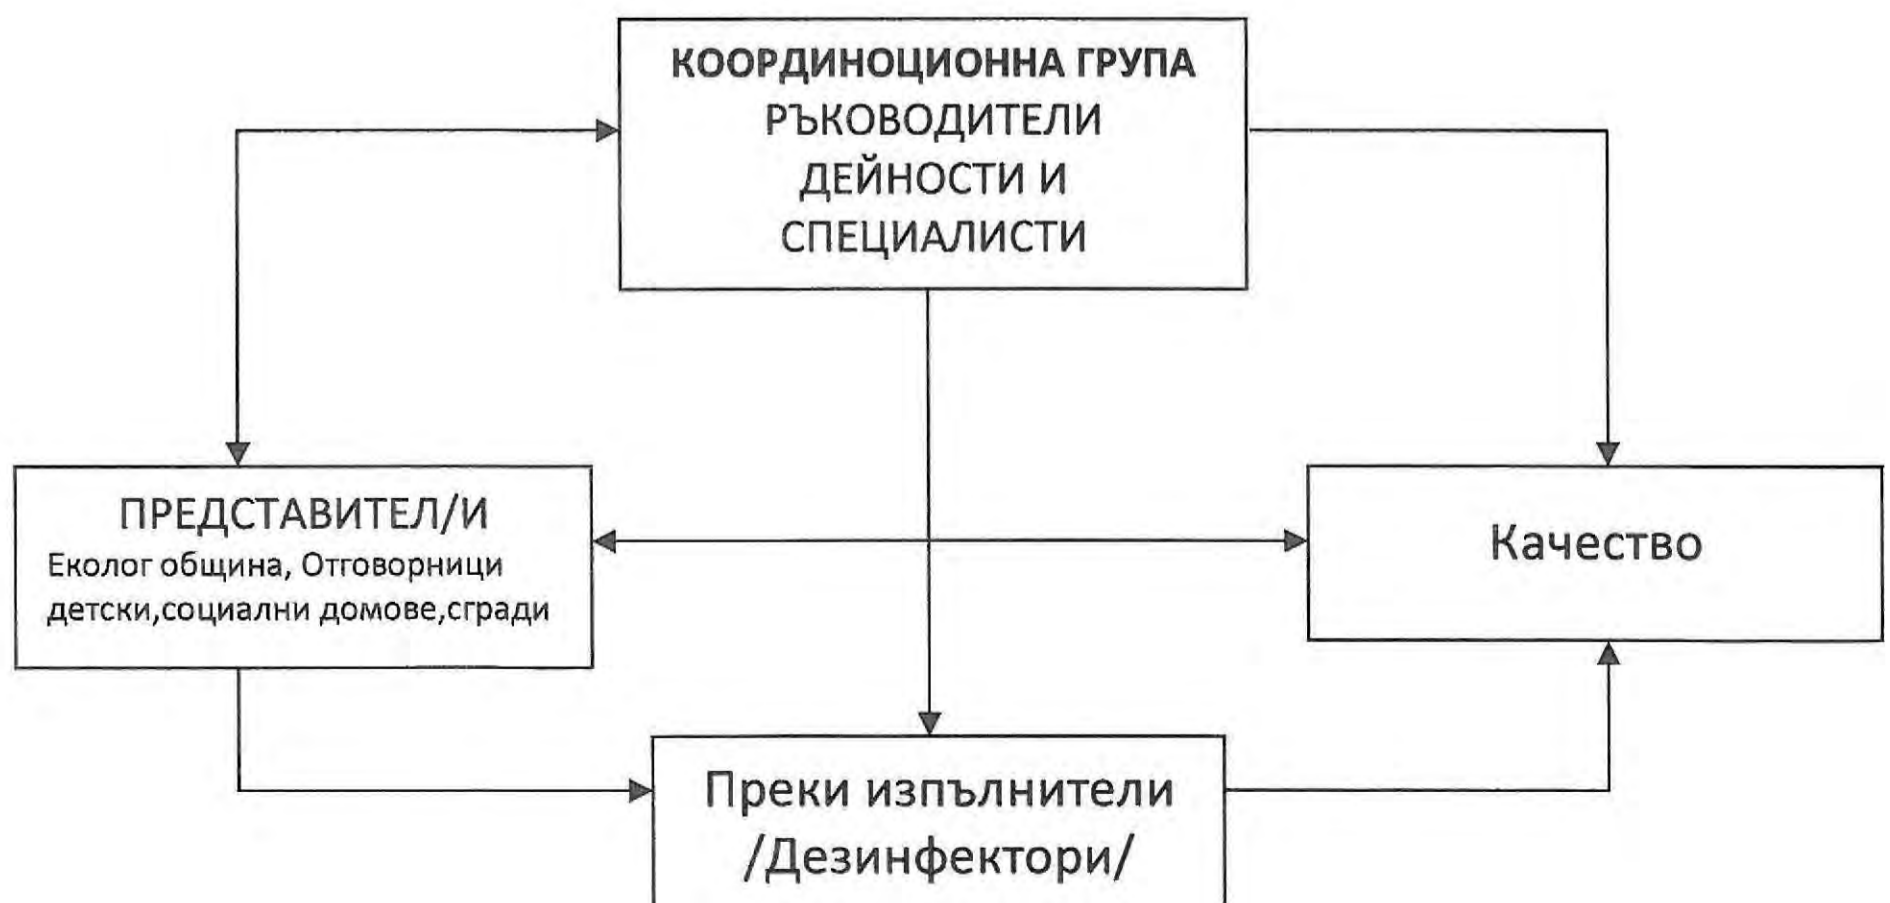 КООРДИНОЦИОННА ГРУПА
РЪКОВОДИТЕЛИ
ДЕЙНОСТИ И
СПЕЦИАЛИСТИ
ПРЕДСТАВИТЕЛ/И
Еколог община, Отговорници
детски,социални домове,сгради
Качество
Преки изпълнители
/Дезинфектори/